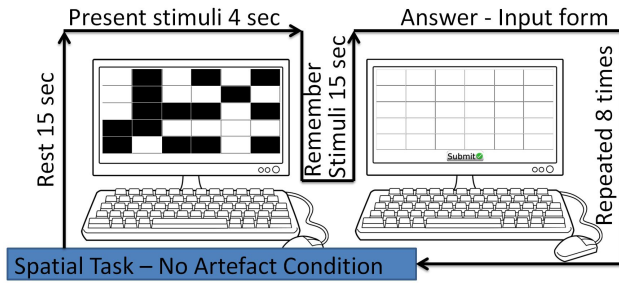 Present stimuli 4 sec
Answer - Input form
Rest 15 sec
Remember
Stimuli 15 sec
Submit
Repeated 8 times
Spatial Task – No Artefact Condition